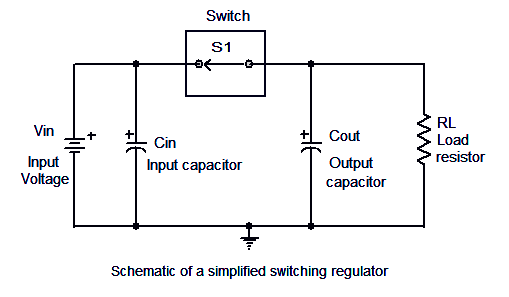 Switch
S1
Vin
+
Input
Voltage
+
Cin
Input capacitor
+
Cout
Output
capacitor
RL
Load
resistor
Schematic of a simplified switching regulator